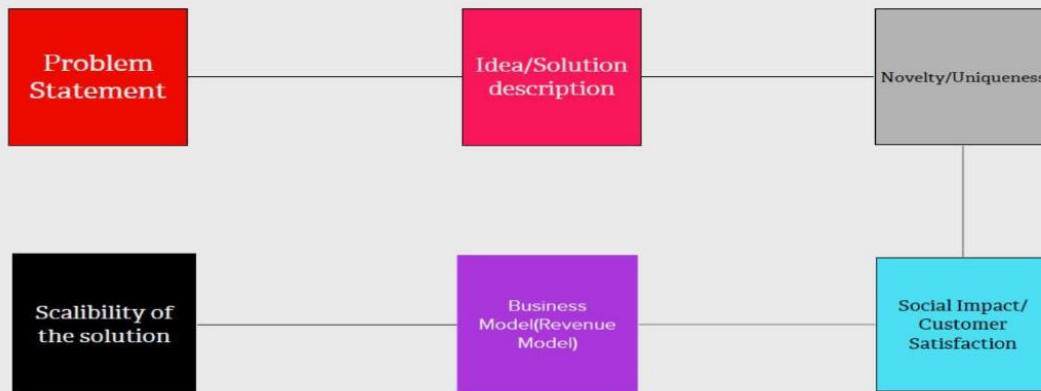 Problem
Statement
Idea/Solution
description
Novelty/Uniqueness
Social Impact/
Customer
Satisfaction
Business
Model(Revenue
Model)
Scalibility of
the solution